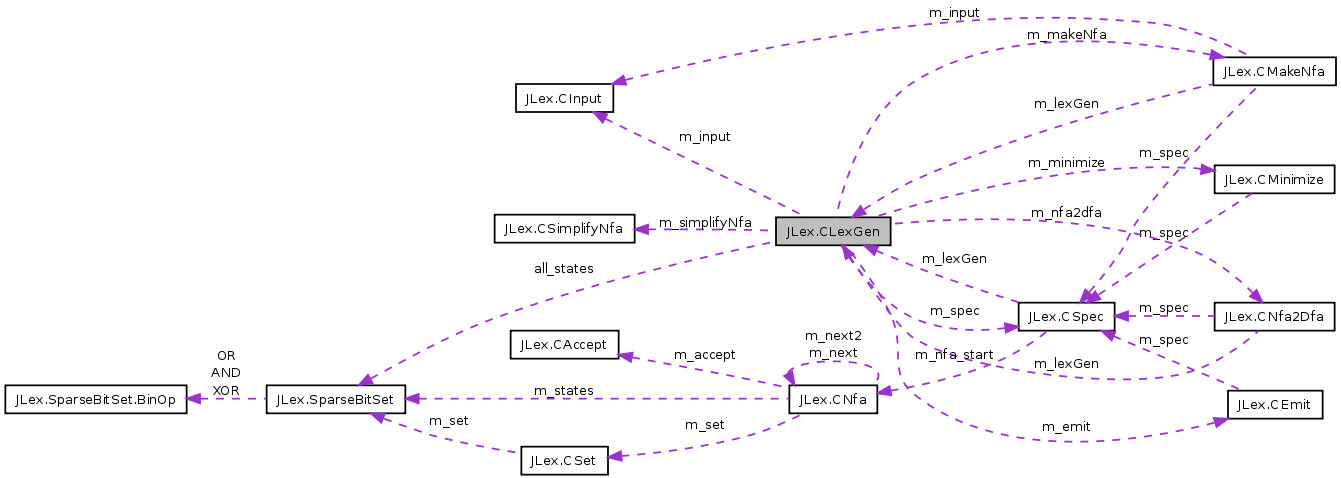 m_input
m_makeNfa
JLex.CMakeNfa
JLex.CInput
m_lexGen
m_input
m_spec
m_minimize
JLex.CMinimize
m_nfa2dfa
m_simplifyNfa
JLex.CSimplifyNfa
JLex.CLexGen
m_spec
m_lexGen
all_states
m_spec
m_spec
JLex.CSpec
JLex.CNfa2Dfa
m_next2
m_next
m_spec
JLex.CAccept
m_accept
m_nfa_start
m_lexGen
OR
AND
XOR
JLex.SparseBitSet.BinOp
JLex.SparseBitSet
m_states
JLex.CNfa
JLex.CEmit
m_set
m_set
m_emit
JLex.CSet